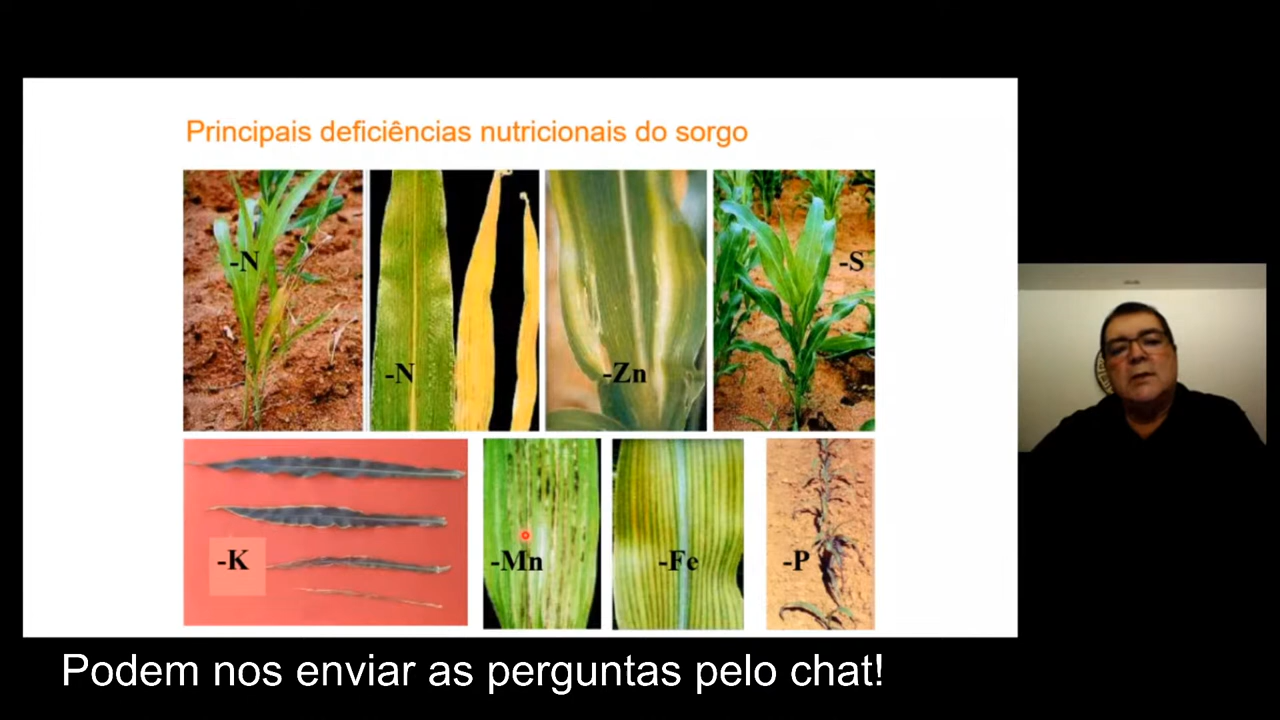 Principais deficiências nutricionais do sorgo
-N
-N
-Zn
-S
-K
-Mn
-Fe
-P
Podem nos enviar as perguntas pelo chat!